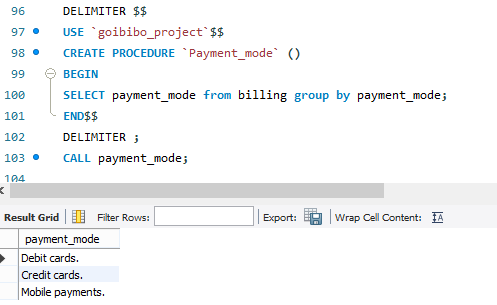 96 DELIMITER $$
97 USE `goibibo_project`$$
98 CREATE PROCEDURE `Payment_mode` ()
99 BEGIN
100 SELECT payment_mode from billing group by payment_mode;
101 END$$
102 DELIMITER ;
103 CALL payment_mode;
104
Result Grid Filter Rows: Export: Wrap Cell Content:
payment_mode
Debit cards.
Credit cards.
Mobile payments.